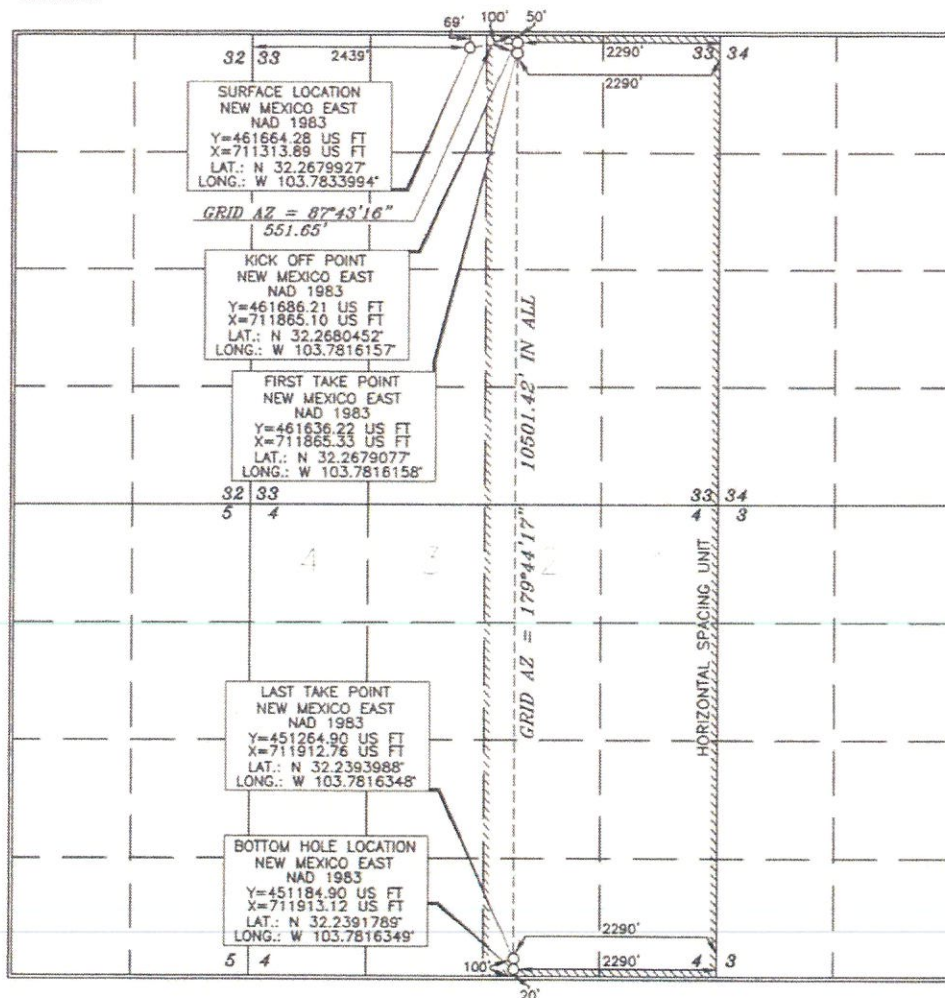 69'
100'
50'
32 33
2439'
2290'
33 34
2290'
SURFACE LOCATION
NEW MEXICO EAST
NAD 1983
Y=461664.28 US FT
X=711313.89 US FT
LAT.: N 32.2679927°
LONG.: W 103.7833994°
GRID AZ = 87°43'16"
551.65'
KICK OFF POINT
NEW MEXICO EAST
NAD 1983
Y=461686.21 US FT
X=711865.10 US FT
LAT.: N 32.2680452°
LONG.: W 103.7816157°
FIRST TAKE POINT
NEW MEXICO EAST
NAD 1983
Y=461636.22 US FT
X=711865.33 US FT
LAT.: N 32.2679077°
LONG.: W 103.7816158°
GRID AZ = 179°44'17" 10501.42' IN ALL
32 33
5 4
33 34
4 3
4 3 2 1
HORIZONTAL SPACING UNIT
LAST TAKE POINT
NEW MEXICO EAST
NAD 1983
Y=451264.90 US FT
X=711912.76 US FT
LAT.: N 32.2393988°
LONG.: W 103.7816348°
BOTTOM HOLE LOCATION
NEW MEXICO EAST
NAD 1983
Y=451184.90 US FT
X=711913.12 US FT
LAT.: N 32.2391789°
LONG.: W 103.7816349°
2290'
5 4
100'
2290'
4 3
20'